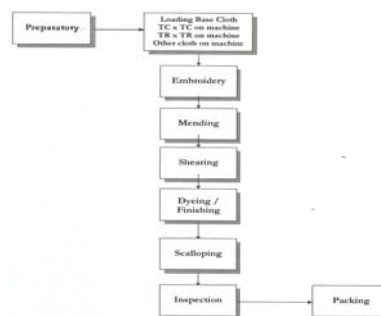 Preparatory
Loading Base Cloth
TC x TC on machine
TR x TR on machine
Other cloth on machine
Embroidery
Mending
Shearing
Dyeing /
Finishing
Scalloping
Inspection
Packing